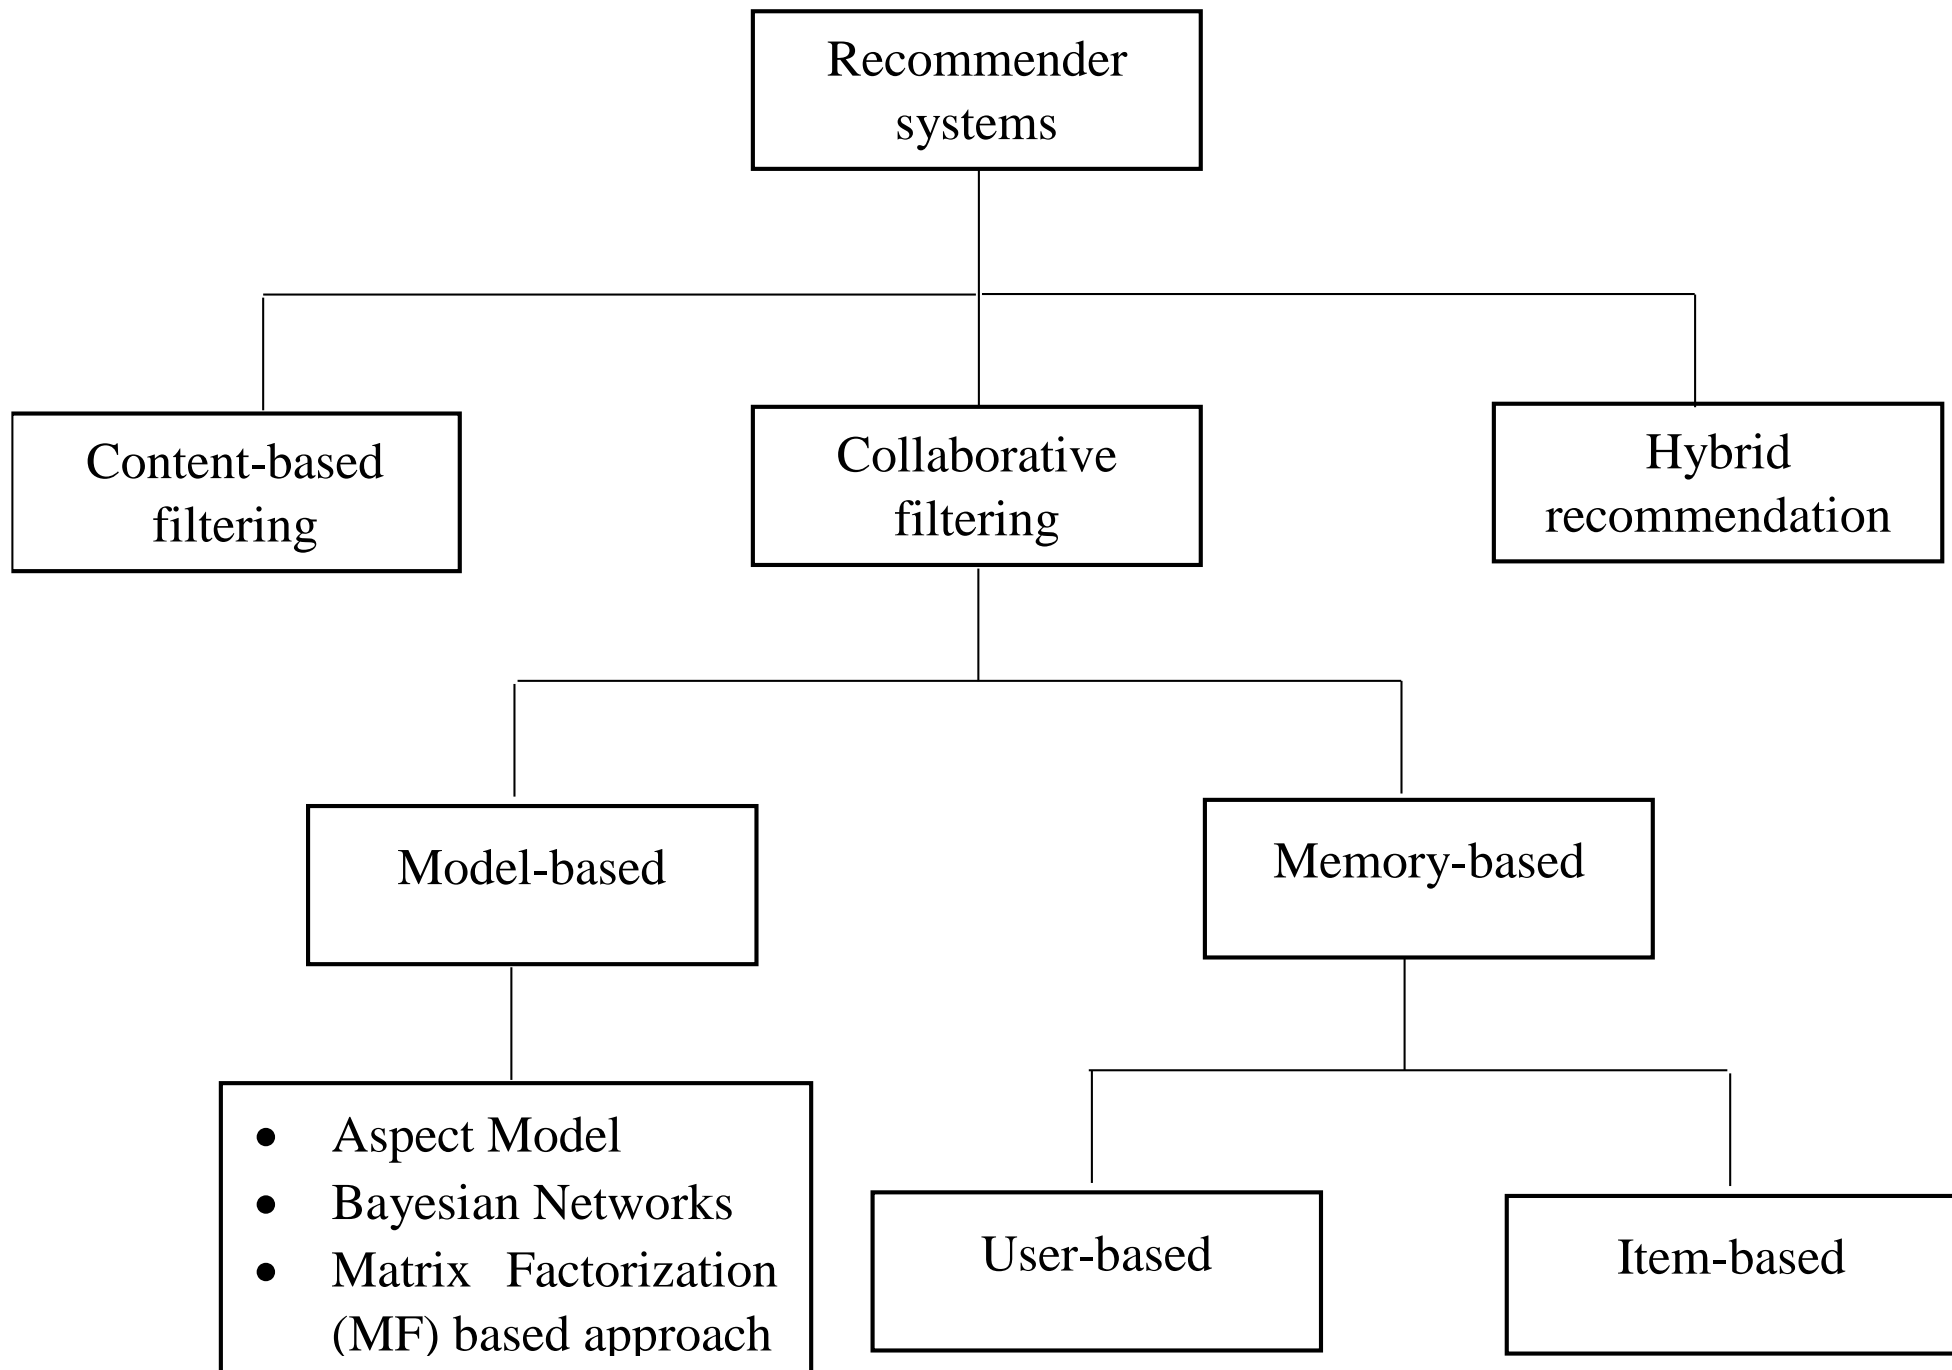 Recommender
systems
Content-based
filtering
Collaborative
filtering
Hybrid
recommendation
Model-based
Memory-based
• Aspect Model
• Bayesian Networks
• Matrix Factorization
(MF) based approach
User-based
Item-based